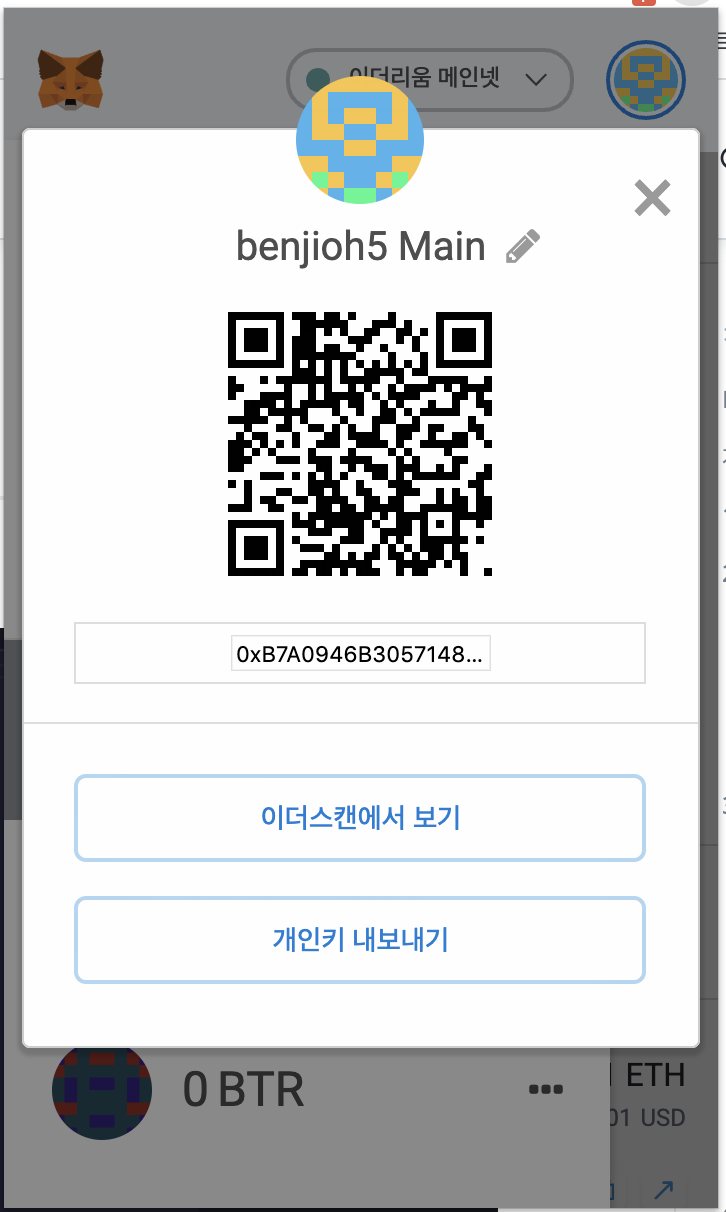 이더리움 메인넷
benjioh5 Main
0xB7A0946B3057148...
이더스캔에서 보기
개인키 내보내기
0 BTR
ETH
01 USD